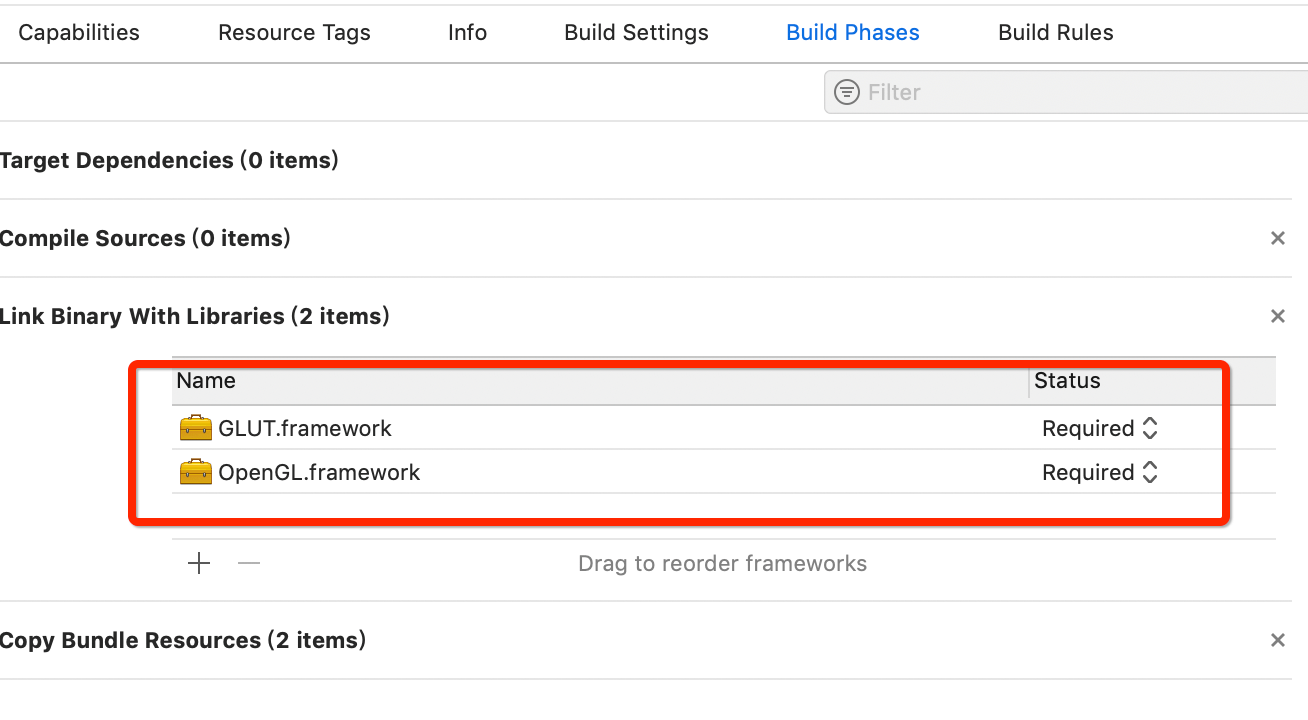 Capabilities Resource Tags Info Build Settings Build Phases Build Rules
Filter
Target Dependencies (0 items)
Compile Sources (0 items)
Link Binary With Libraries (2 items)
Name Status
GLUT.framework Required
OpenGL.framework Required
Drag to reorder frameworks
Copy Bundle Resources (2 items)